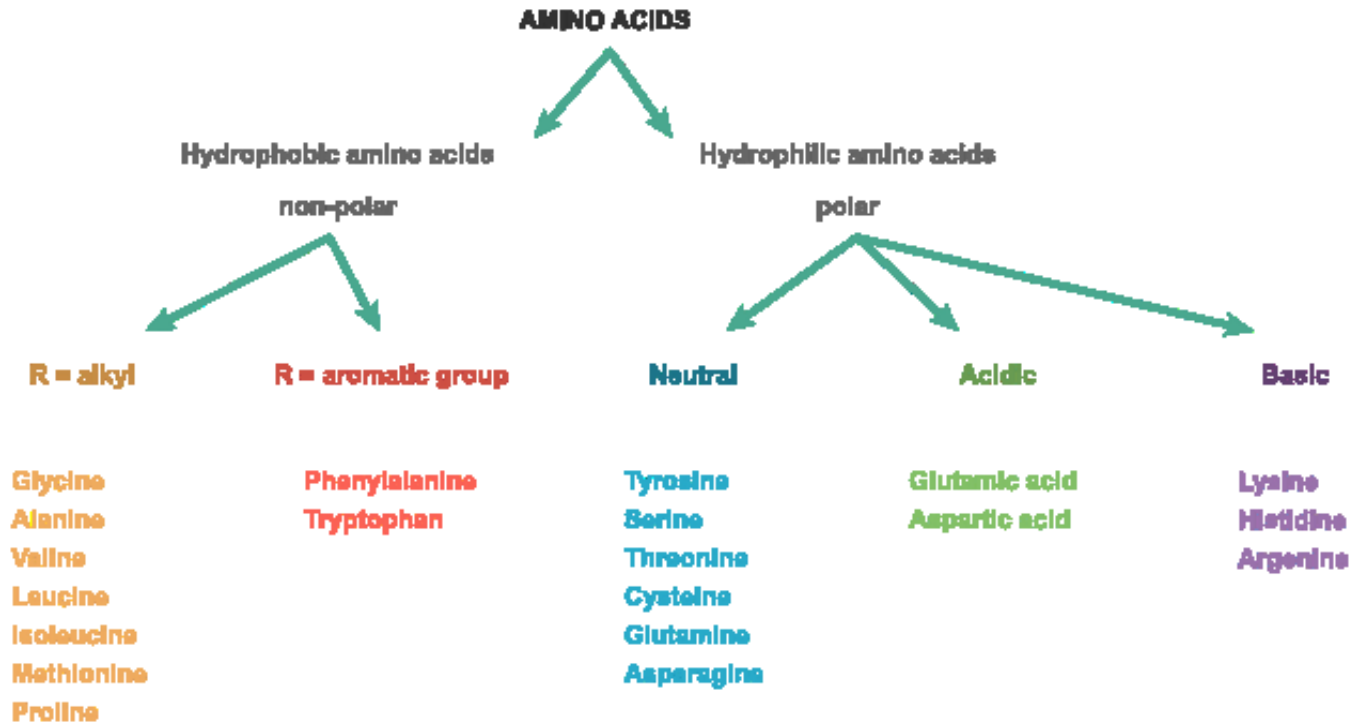 AMINO ACIDS
Hydrophobic amino acids
non-polar
Hydrophilic amino acids
polar
R = alkyl
Glycine
Alanine
Valine
Leucine
Isoleucine
Methionine
Proline
R = aromatic group
Phenylalanine
Tryptophan
Neutral
Tyrosine
Serine
Threonine
Cysteine
Glutamine
Asparagine
Acidic
Glutamic acid
Aspartic acid
Basic
Lysine
Histidine
Argenine